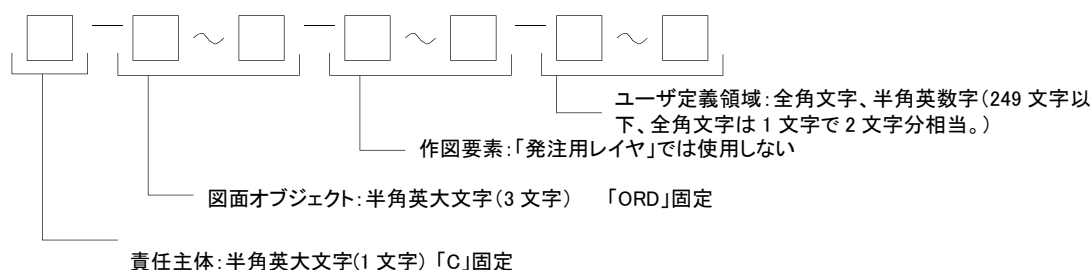 ユーザ定義領域：全角文字、半角英数字（249 文字以
下、全角文字は 1 文字で 2 文字分相当。）
作図要素：「発注用レイヤ」では使用しない
図面オブジェクト：半角英大文字（3 文字） 「ORD」固定
責任主体：半角英大文字(1 文字) 「C」固定